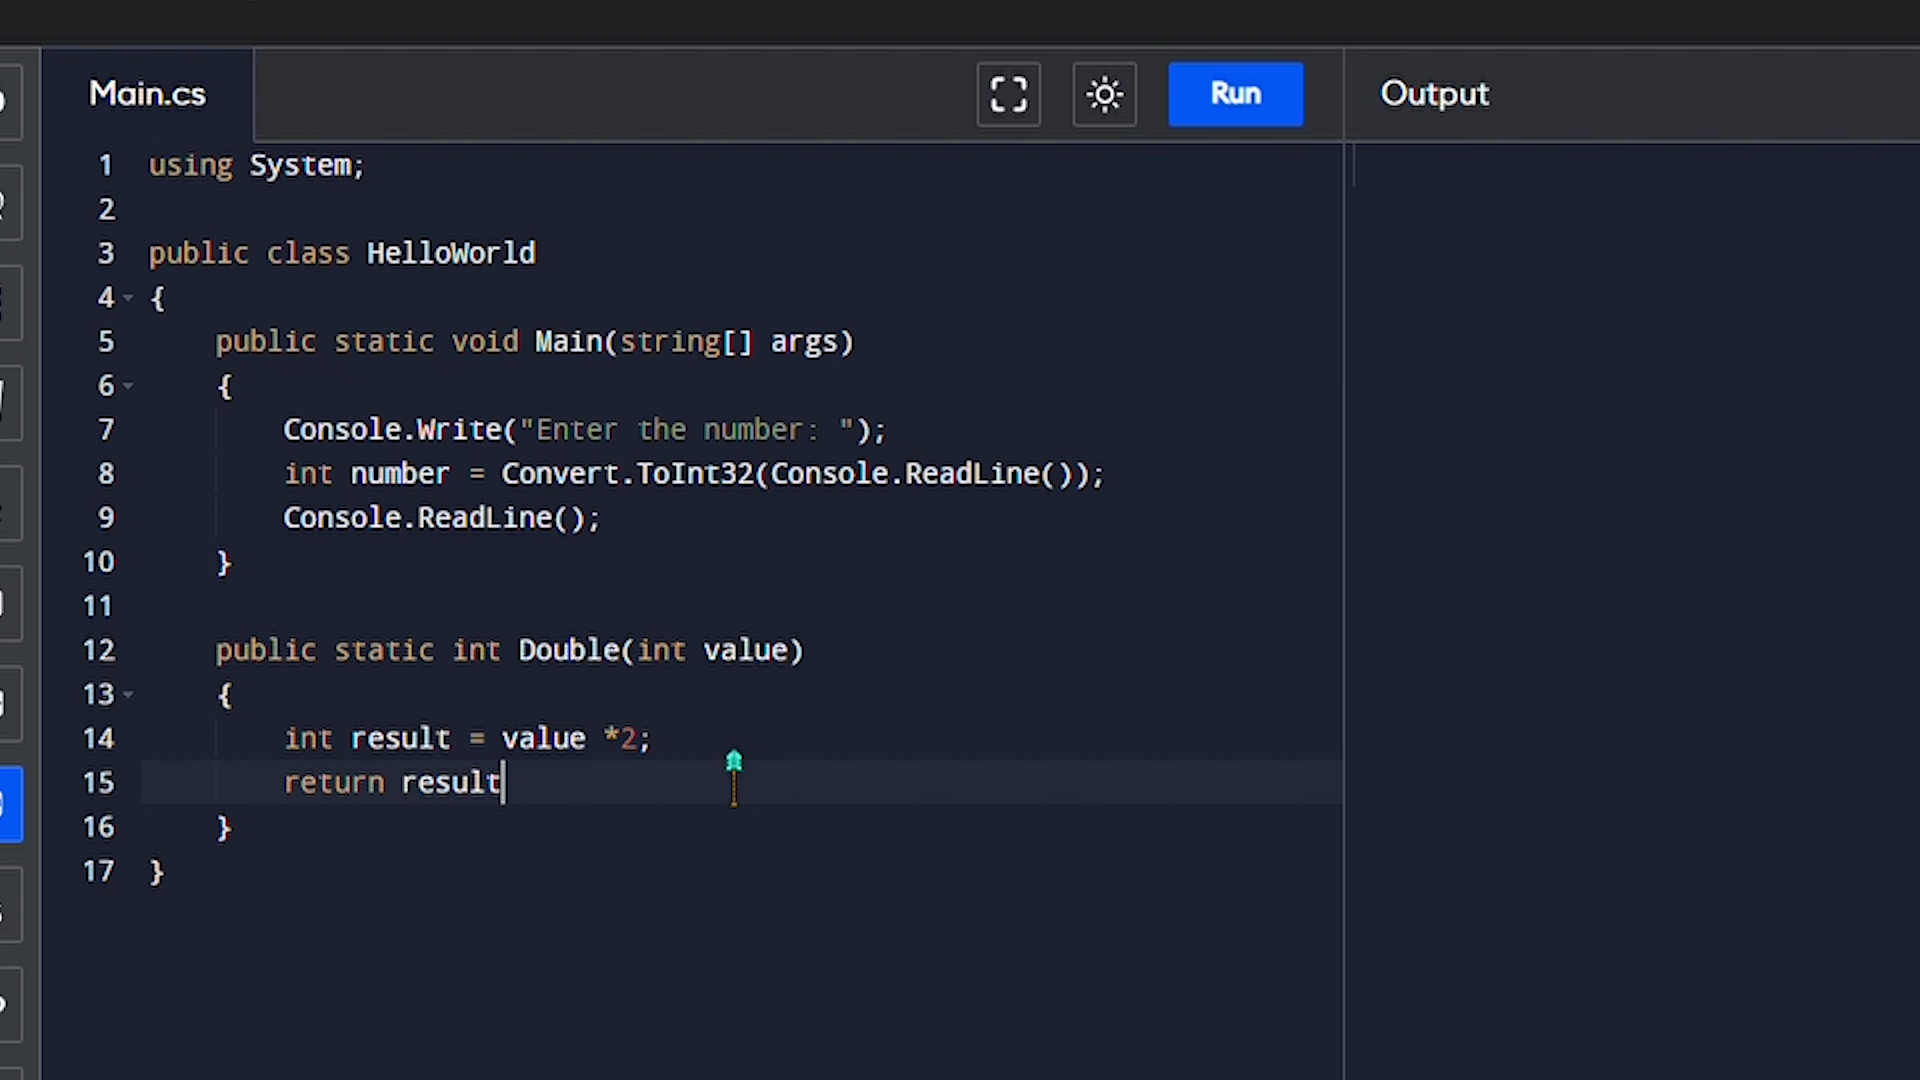 Main.cs
Run
Output
1 using System;
2
3 public class HelloWorld
4 {
5 public static void Main(string[] args)
6 {
7 Console.Write("Enter the number: ");
8 int number = Convert.ToInt32(Console.ReadLine());
9 Console.ReadLine();
10 }
11
12 public static int Double(int value)
13 {
14 int result = value *2;
15 return result
16 }
17 }